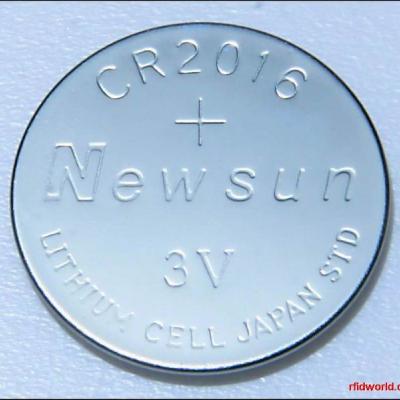 CR2016
+
Newsun
3V
LITHIUM CELL JAPAN STD
rfidworld.c